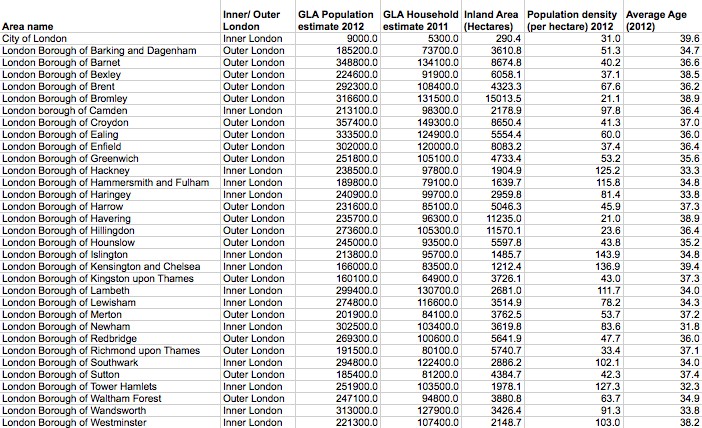 Inner/ Outer GLA Population GLA Household Inland Area Population density Average Age
Area name London estimate 2012 estimate 2011 (Hectares) (per hectare) 2012 (2012)
City of London Inner London 9000.0 5300.0 290.4 31.0 39.6
London Borough of Barking and Dagenham Outer London 185200.0 73700.0 3610.8 51.3 34.7
London Borough of Barnet Outer London 348800.0 134100.0 8674.8 40.2 36.6
London Borough of Bexley Outer London 224600.0 91900.0 6058.1 37.1 38.5
London Borough of Brent Outer London 292300.0 108400.0 4323.3 67.6 36.2
London Borough of Bromley Outer London 316600.0 131500.0 15013.5 21.1 38.9
London borough of Camden Inner London 213100.0 98300.0 2178.9 97.8 36.4
London Borough of Croydon Outer London 357400.0 149300.0 8650.4 41.3 37.0
London Borough of Ealing Outer London 333500.0 124900.0 5554.4 60.0 36.0
London Borough of Enfield Outer London 302000.0 120000.0 8083.2 37.4 36.4
London Borough of Greenwich Outer London 251800.0 105100.0 4733.4 53.2 35.6
London Borough of Hackney Inner London 238500.0 97800.0 1904.9 125.2 33.3
London Borough of Hammersmith and Fulham Inner London 189800.0 79100.0 1639.7 115.8 34.8
London Borough of Haringey Inner London 240900.0 99700.0 2959.8 81.4 33.8
London Borough of Harrow Outer London 231600.0 85100.0 5046.3 45.9 37.3
London Borough of Havering Outer London 235700.0 96300.0 11235.0 21.0 38.9
London Borough of Hillingdon Outer London 273600.0 105300.0 11570.1 23.6 36.4
London Borough of Hounslow Outer London 245000.0 93500.0 5597.8 43.8 35.2
London Borough of Islington Inner London 213800.0 95700.0 1485.7 143.9 34.8
London Borough of Kensington and Chelsea Inner London 166000.0 83500.0 1212.4 136.9 39.4
London Borough of Kingston upon Thames Outer London 160100.0 64900.0 3726.1 43.0 37.3
London Borough of Lambeth Inner London 299400.0 130700.0 2681.0 111.7 34.0
London Borough of Lewisham Inner London 274800.0 116600.0 3514.9 78.2 34.3
London Borough of Merton Outer London 201900.0 84100.0 3762.5 53.7 37.2
London Borough of Newham Inner London 302500.0 103400.0 3619.8 83.6 31.8
London Borough of Redbridge Outer London 269300.0 100600.0 5641.9 47.7 36.0
London Borough of Richmond upon Thames Outer London 191500.0 80100.0 5740.7 33.4 37.1
London Borough of Southwark Inner London 294800.0 122400.0 2886.2 102.1 34.0
London Borough of Sutton Outer London 185400.0 81200.0 4384.7 42.3 37.4
London Borough of Tower Hamlets Inner London 251900.0 103500.0 1978.1 127.3 32.3
London Borough of Waltham Forest Outer London 247100.0 94800.0 3880.8 63.7 34.9
London Borough of Wandsworth Inner London 313000.0 127900.0 3426.4 91.3 33.8
London Borough of Westminster Inner London 221300.0 107400.0 2148.7 103.0 38.2